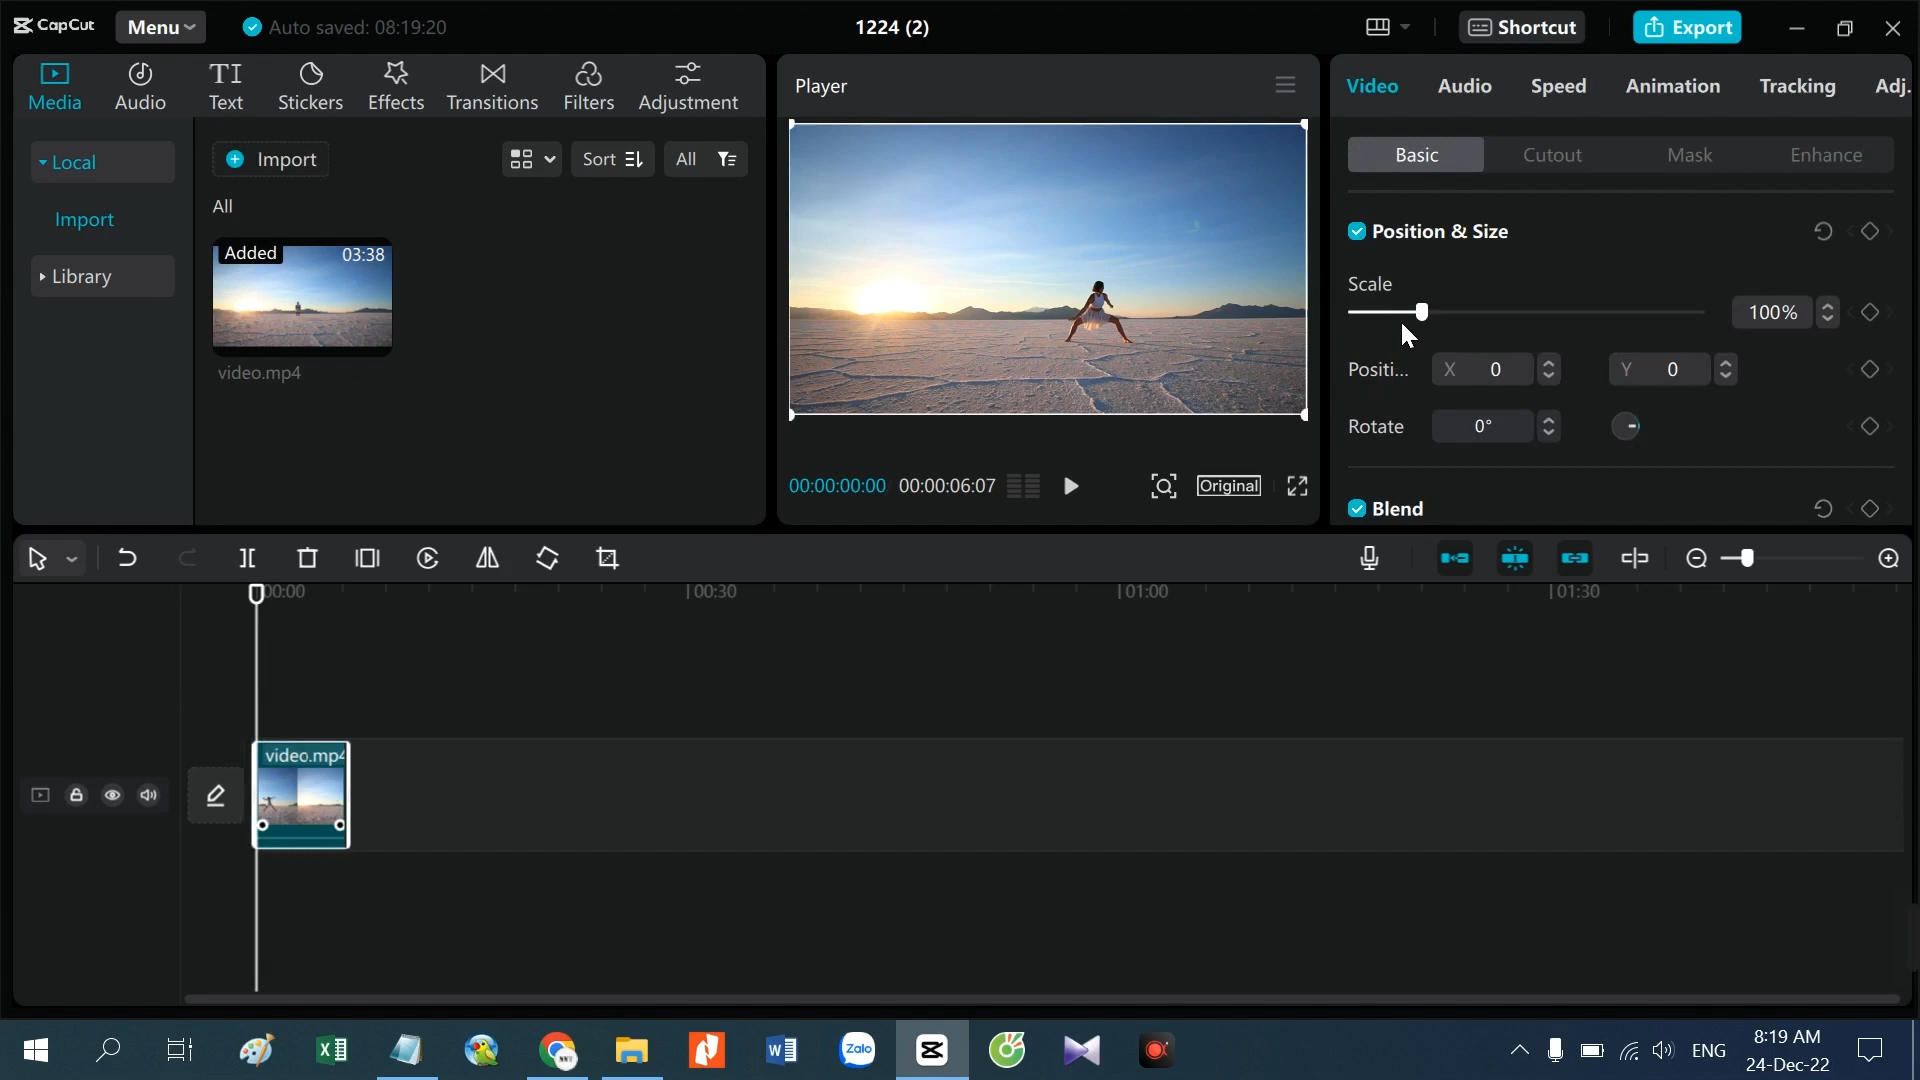 CapCut Menu Auto saved: 08:19:20 1224 (2) Shortcut Export
Media Audio Text Stickers Effects Transitions Filters Adjustment
Local
Import
Library
Import Sort All
All
Added 03:38
video.mp4
Player
00:00:00:00 00:00:06:07 Original
Video Audio Speed Animation Tracking Adj.
Basic Cutout Mask Enhance
Position & Size
Scale
100%
Positi... X 0 Y 0
Rotate 0°
Blend
00:00 00:30 01:00 01:30
video.mp4
Zalo
ENG
8:19 AM
24-Dec-22